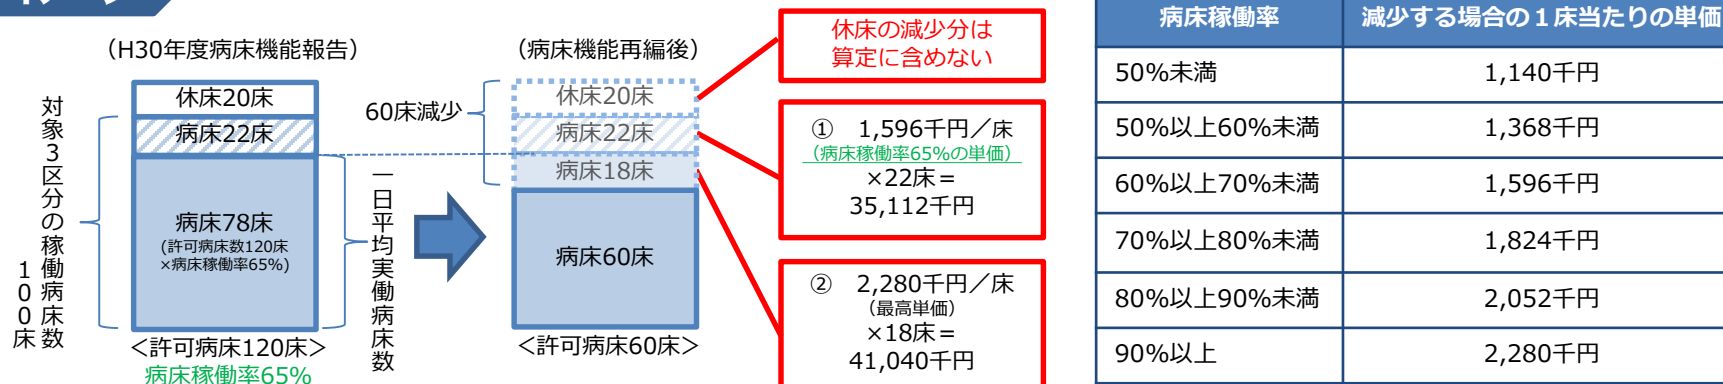 （H30年度病床機能報告）
休床20床
病床22床
病床78床
(許可病床数120床
×病床稼働率65%)
対象3区分の稼働病床数
100床
一日平均実働病床数
＜許可病床120床＞
病床稼働率65%
（病床機能再編後）
60床減少
休床20床
病床22床
病床18床
病床60床
＜許可病床60床＞
休床の減少分は
算定に含めない
①　1,596千円／床
（病床稼働率65%の単価）
×22床＝
35,112千円
②　2,280千円／床
（最高単価）
×18床＝
41,040千円
病床稼働率　減少する場合の１床当たりの単価
50%未満　1,140千円
50%以上60%未満　1,368千円
60%以上70%未満　1,596千円
70%以上80%未満　1,824千円
80%以上90%未満　2,052千円
90%以上　2,280千円